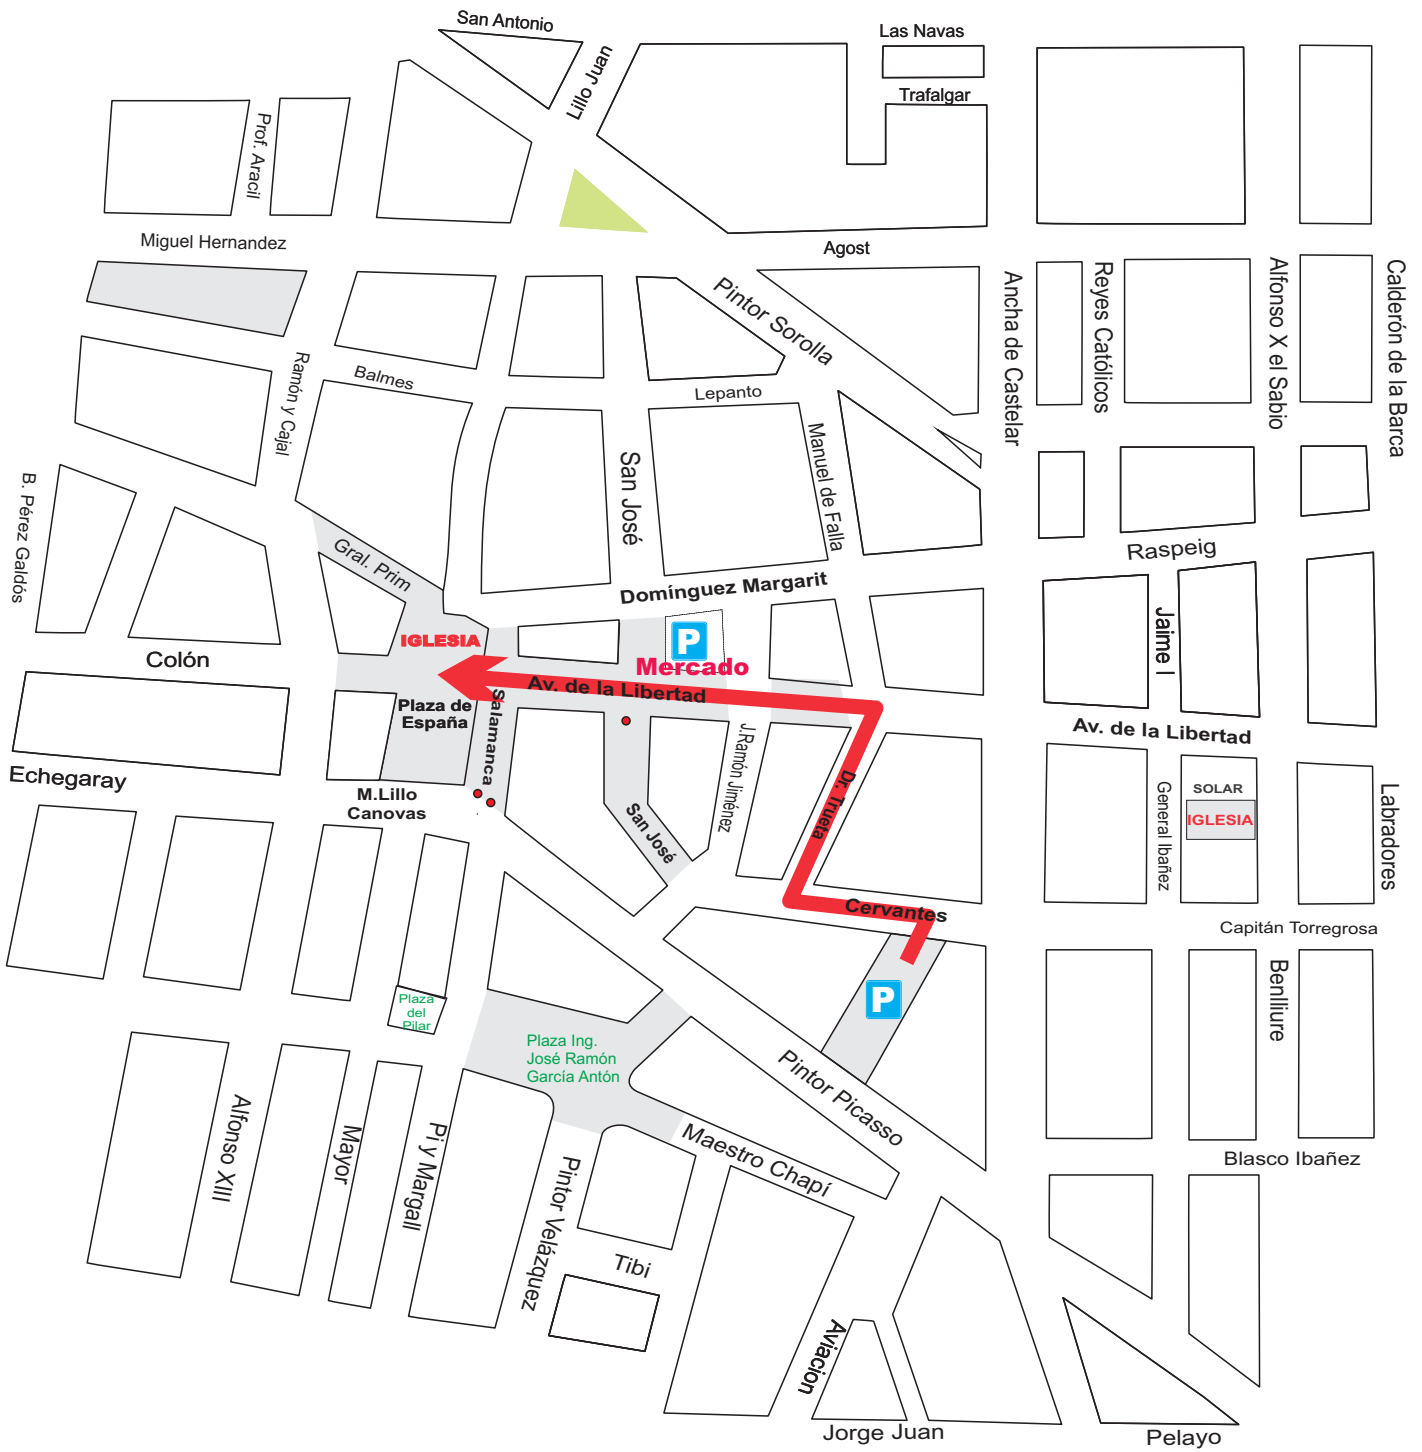 San Antonio
Las Navas
Lillo Juan
Trafalgar
Prof. Aracil
Miguel Hernandez
Agost
Pintor Sorolla
Ancha de Castelar
Reyes Católicos
Alfonso X el Sabio
Calderón de la Barca
Ramón y Cajal
Balmes
Lepanto
Manuel de Falla
San José
B. Pérez Galdós
Gral. Prim
Raspeig
Domínguez Margarit
IGLESIA
P
Mercado
Colón
Jaime I
Av. de la Libertad
Plaza de
España
Salamanca
J.Ramón Jiménez
Av. de la Libertad
Echegaray
M.Lillo
Canovas
Dr. Trueta
San José
General Ibañez
SOLAR
IGLESIA
Labradores
Cervantes
Capitán Torregrosa
Plaza
del
Pilar
P
Benlliure
Plaza Ing.
José Ramón
García Antón
Pintor Picasso
Alfonso XIII
Mayor
Pi y Margall
Maestro Chapí
Blasco Ibañez
Pintor Velázquez
Tibi
Aviacion
Jorge Juan
Pelayo